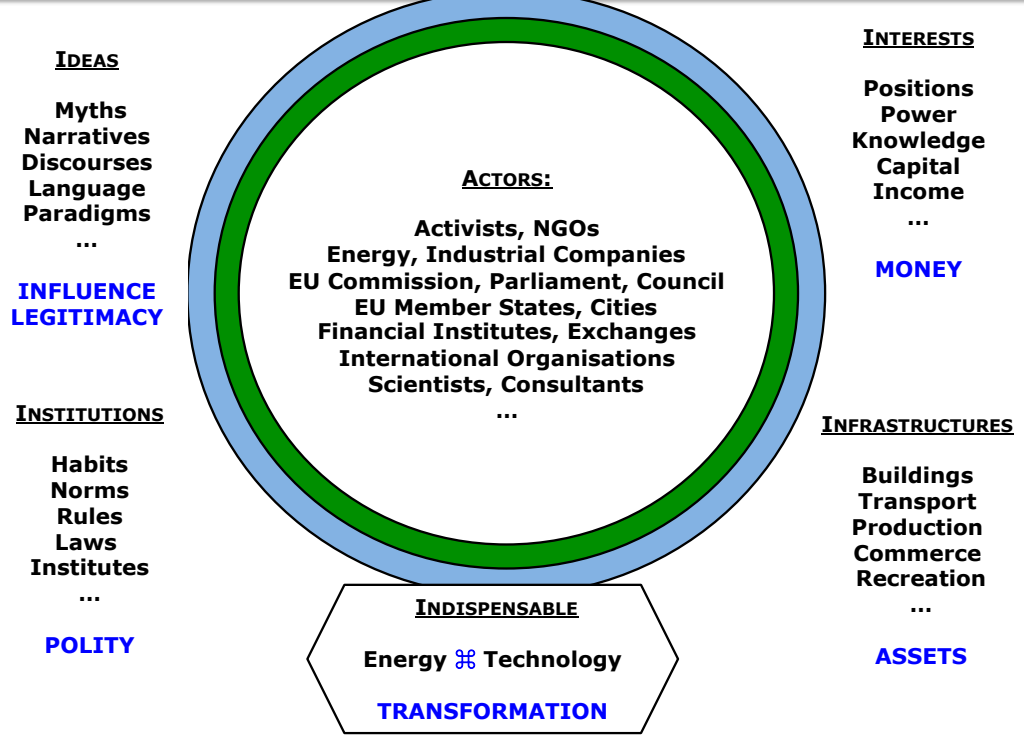 IDEAS
Myths
Narratives
Discourses
Language
Paradigms
...
INFLUENCE
LEGITIMACY
INTERESTS
Positions
Power
Knowledge
Capital
Income
...
MONEY
ACTORS:
Activists, NGOs
Energy, Industrial Companies
EU Commission, Parliament, Council
EU Member States, Cities
Financial Institutes, Exchanges
International Organisations
Scientists, Consultants
...
INSTITUTIONS
Habits
Norms
Rules
Laws
Institutes
...
POLITY
INFRASTRUCTURES
Buildings
Transport
Production
Commerce
Recreation
...
ASSETS
INDISPENSABLE
Energy ⌘ Technology
TRANSFORMATION